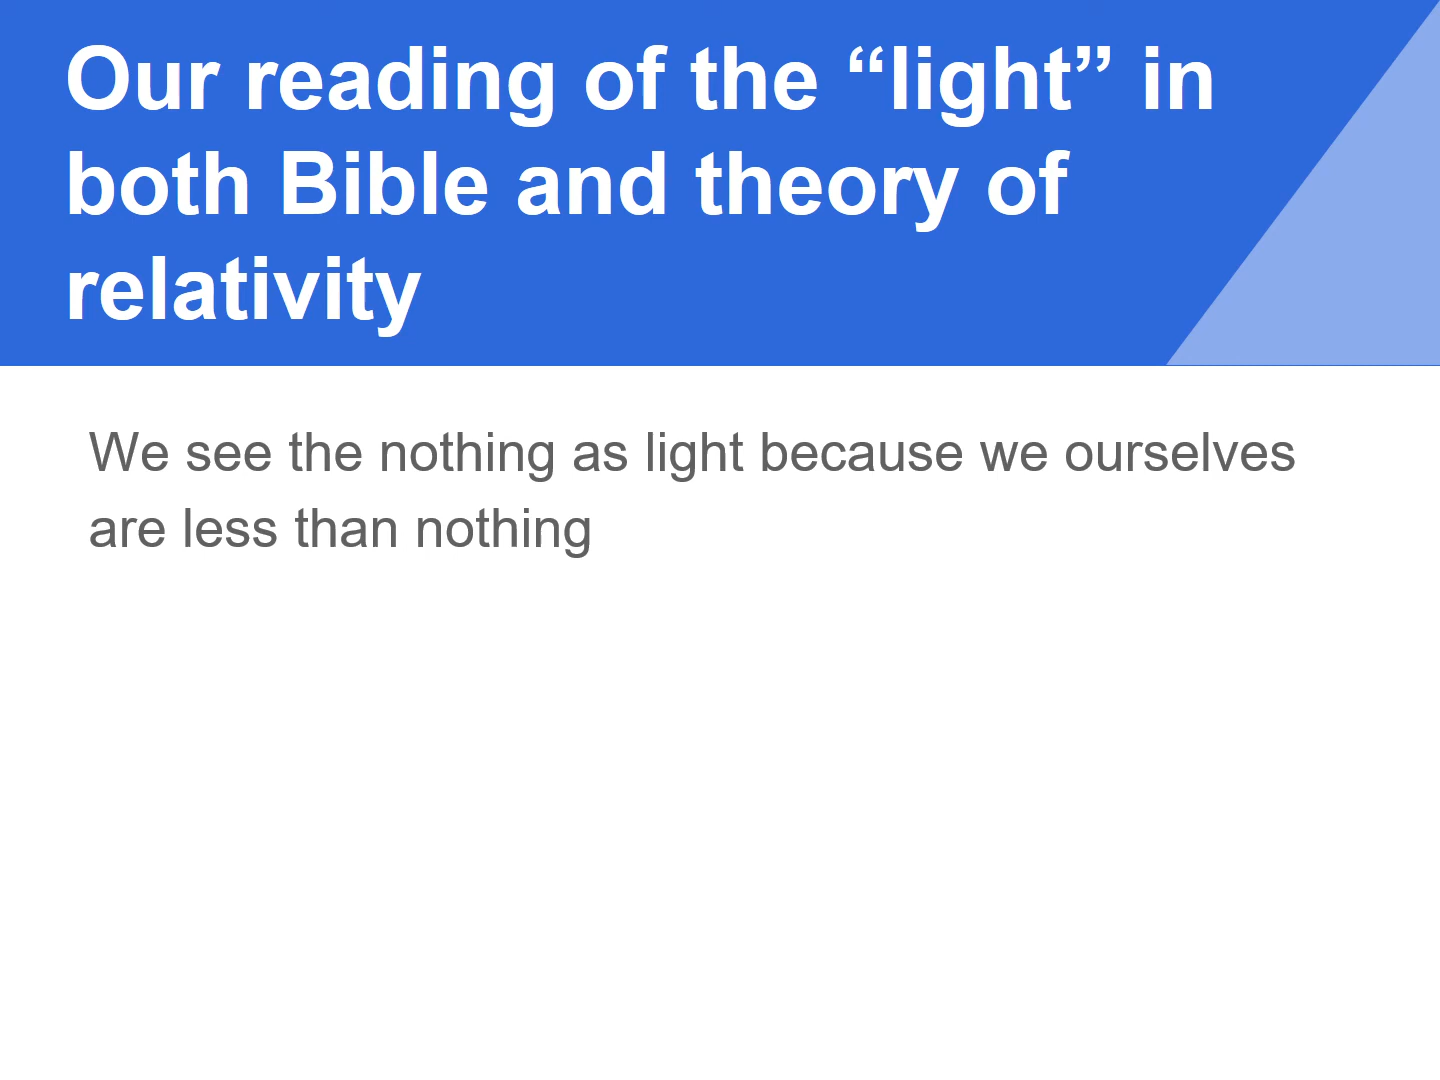 Our reading of the “light” in
both Bible and theory of
relativity
We see the nothing as light because we ourselves
are less than nothing